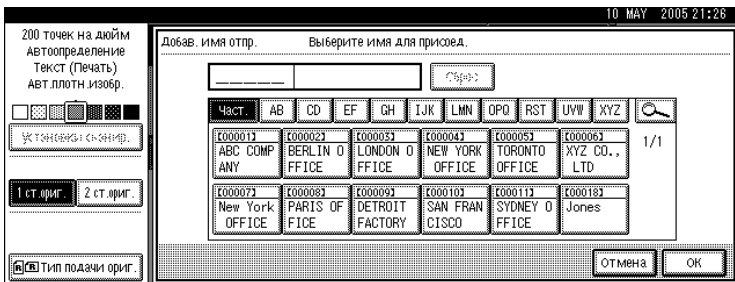 10 MAY 2005 21:26
200 точек на дюйм
Автоопределение
Текст (Печать)
Авт.плотн.изобр.
Установки сканир.
1 ст.ориг. 2 ст.ориг.
Тип подачи ориг.
Добав. имя отпр. Выберите имя для присоед.
_ _ _ _ _ Сброс
Част. AB CD EF GH IJK LMN OPQ RST UVW XYZ
[00001] [00002] [00003] [00004] [00005] [00006] 1/1
ABC COMP BERLIN O LONDON O NEW YORK TORONTO XYZ CO.,
ANY FFICE FFICE OFFICE OFFICE LTD
[00007] [00008] [00009] [00010] [00011] [00018]
New York PARIS OF DETROIT SAN FRAN SYDNEY O Jones
OFFICE FICE FACTORY CISCO FFICE
Отмена OK